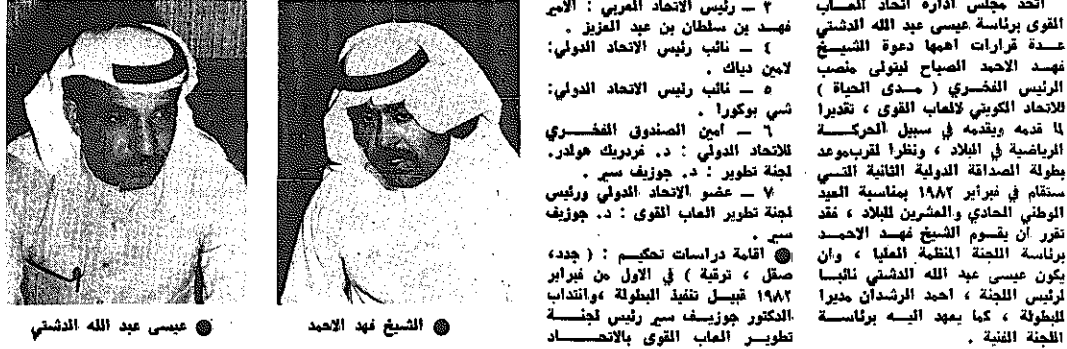 اتخذ مجلس ادارة اتحاد العاب
القوى برئاسة عيسى عبد الله الدشتي
عدة قرارات اهمها دعوة الشيخ
فهد الاحمد الصباح ليتولى منصب
الرئيس الفخري ( مدى الحياة )
للاتحاد الكويتي لالعاب القوى ، تقديرا
لما قدمه ويقدمه في سبيل الحركة
الرياضية في البلاد ، ونظرا لقرب موعد
بطولة الصداقة الدولية الثانية التي
ستقام في فبراير ١٩٨٢ بمناسبة العيد
الوطني الحادي والعشرين للبلاد ، فقد
تقرر ان يقوم الشيخ فهد الاحمد
برئاسة اللجنة المنظمة العليا ، وان
يكون عيسى عبد الله الدشتي نائبا
لرئيس اللجنة ، احمد الرشدان مديرا
للبطولة ، كما يعهد اليه برئاسة
اللجنة الفنية .
٣ — رئيس الاتحاد العربي : الامير
فهد بن سلطان بن عبد العزيز .
٤ — نائب رئيس الاتحاد الدولي:
لامين دياك .
٥ — نائب رئيس الاتحاد الدولي:
شي بوكورا .
٦ — امين الصندوق الفخري
للاتحاد الدولي : د. فردريك هولدر.
لجنة تطوير : د. جوزيف سير .
٧ — عضو الاتحاد الدولي ورئيس
لجنة تطوير العاب القوى : د. جوزيف
سير .
● اقامة دراسات تحكيم : ( جدد،
صقل ، ترقية ) في الاول من فبراير
١٩٨٢ قبيل تنفيذ البطولة ،وانتداب
الدكتور جوزيف سير رئيس لجنة
تطوير العاب القوى بالاتحاد
● الشيخ فهد الاحمد
● عيسى عبد الله الدشتي